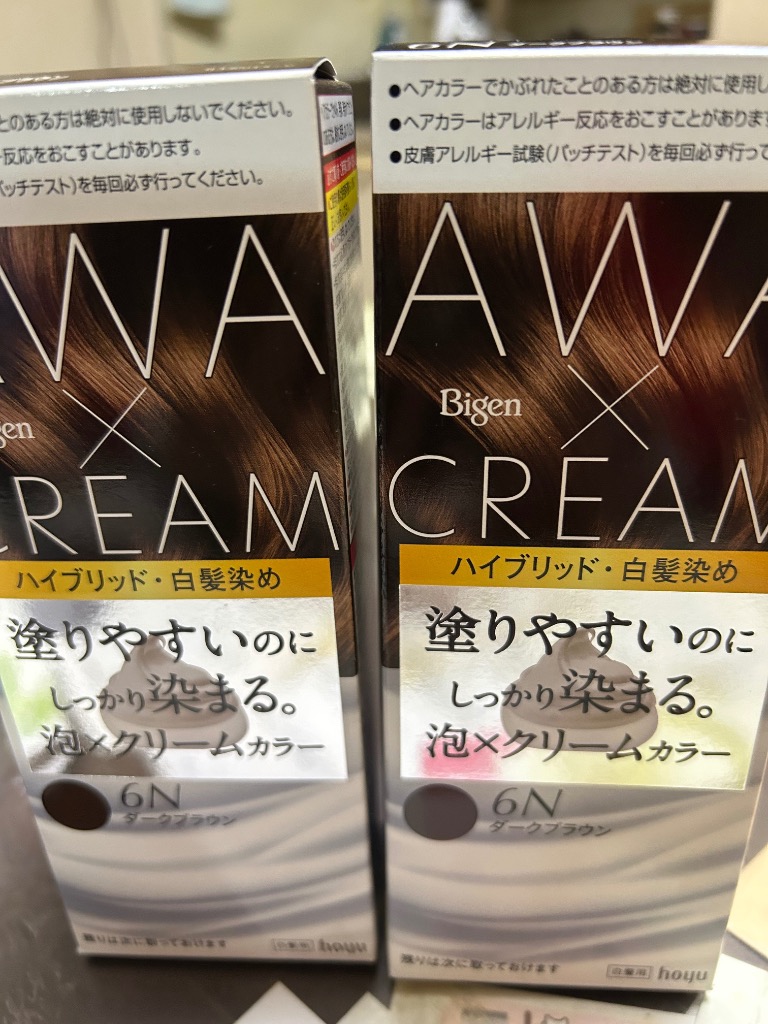 とのある方は絶対に使用しないでください。
反応をおこすことがあります。
パッチテスト)を毎回必ず行ってください。
AWA
gen
×
CREAM
ハイブリッド・白髪染め
塗りやすいのに
しっかり染まる。
泡×クリームカラー
6N
ダークブラウン
残りは次に取っておけます
白髪用 hoyu
6N
●ヘアカラーでかぶれたことのある方は絶対に使用し
●ヘアカラーはアレルギー反応をおこすことがあります
●皮膚アレルギー試験(パッチテスト)を毎回必ず行って
AWA
Bigen
×
CREAM
ハイブリッド・白髪染め
塗りやすいのに
しっかり染まる。
泡×クリームカラー
6N
ダークブラウン
残りは次に取っておけます
白髪用 hoyu